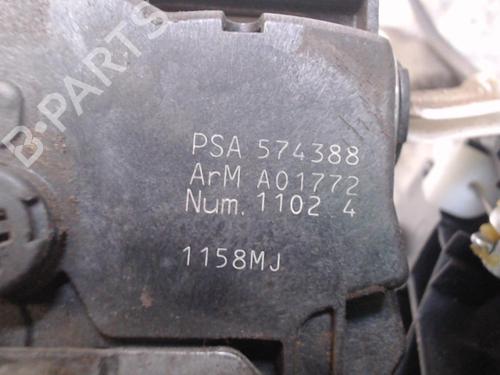 B-PARTS
PSA 574388
ArM A01772
Num. 1102 4
1158MJ